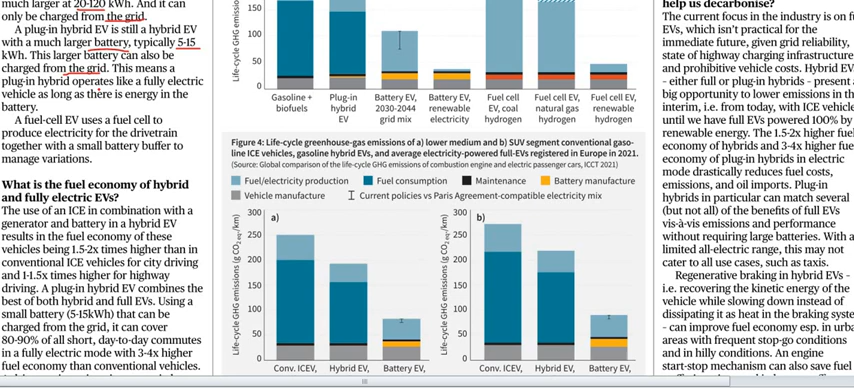 much larger at 20-120 kWh. And it can
only be charged from the grid.
A plug-in hybrid EV is still a hybrid EV
with a much larger battery, typically 5-15
kWh. This larger battery can also be
charged from the grid. This means a
plug-in hybrid operates like a fully electric
vehicle as long as there is energy in the
battery.
A fuel-cell EV uses a fuel cell to
produce electricity for the drivetrain
together with a small battery buffer to
manage variations.
What is the fuel economy of hybrid
and fully electric EVs?
The use of an ICE in combination with a
generator and battery in a hybrid EV
results in the fuel economy of these
vehicles being 1.5-2x times higher than in
conventional ICE vehicles for city driving
and 1-1.5x times higher for highway
driving. A plug-in hybrid EV combines the
best of both hybrid and full EVs. Using a
small battery (5-15kWh) that can be
charged from the grid, it can cover
80-90% of all short, day-to-day commutes
in a fully electric mode with 3-4x higher
fuel economy than conventional vehicles.
Life-cycle GHG emissio
150
100
50
0
Gasoline +
biofuels
Plug-in
hybrid
EV
Battery EV,
2030-2044
grid mix
Battery EV,
renewable
electricity
Fuel cell
EV, coal
hydrogen
Fuel cell EV,
natural gas
hydrogen
Fuel cell EV,
renewable
hydrogen
Figure 4: Life-cycle greenhouse-gas emissions of a) lower medium and b) SUV segment conventional gaso-
line ICE vehicles, gasoline hybrid EVs, and average electricity-powered full-EVs registered in Europe in 2021.
(Source: Global comparison of the life-cycle GHG emissions of combustion engine and electric passenger cars, ICCT 2021)
Fuel/electricity production Fuel consumption Maintenance Battery manufacture
Vehicle manufacture Current policies vs Paris Agreement-compatible electricity mix
Life-cycle GHG emissions (g CO2 eq./km)
300
250
200
150
100
50
0
a)
Conv. ICEV, Hybrid EV, Battery EV,
Life-cycle GHG emissions (g CO2 eq./km)
300
250
200
150
100
50
0
b)
Conv. ICEV, Hybrid EV, Battery EV,
help us decarbonise?
The current focus in the industry is on fu
EVs, which isn't practical for the
immediate future, given grid reliability,
state of highway charging infrastructure
and prohibitive vehicle costs. Hybrid EV
- either full or plug-in hybrids - present
big opportunity to lower emissions in the
interim, i.e. from today, with ICE vehicle
until we have full EVs powered 100% by
renewable energy. The 1.5-2x higher fuel
economy of hybrids and 3-4x higher fue
economy of plug-in hybrids in electric
mode drastically reduces fuel costs,
emissions, and oil imports. Plug-in
hybrids in particular can match several
(but not all) of the benefits of full EVs
vis-à-vis emissions and performance
without requiring large batteries. With a
limited all-electric range, this may not
cater to all use cases, such as taxis.
Regenerative braking in hybrid EVs -
i.e. recovering the kinetic energy of the
vehicle while slowing down instead of
dissipating it as heat in the braking syste
- can improve fuel economy esp. in urba
areas with frequent stop-go conditions
and in hilly conditions. An engine
start-stop mechanism can also save fuel